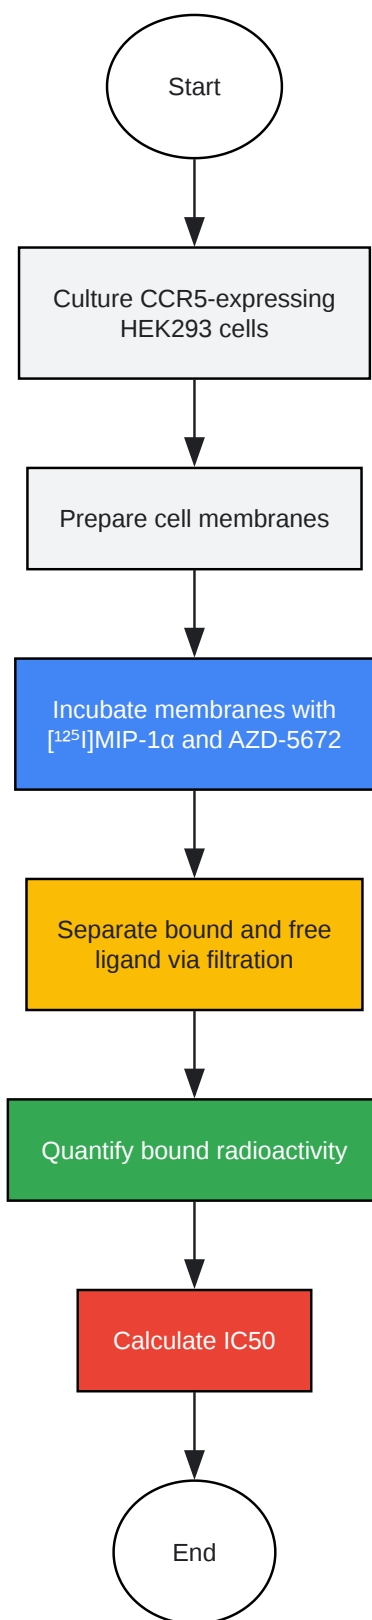 Start
Culture CCR5-expressing
HEK293 cells
Prepare cell membranes
Incubate membranes with
[¹²⁵I]MIP-1α and AZD-5672
Separate bound and free
ligand via filtration
Quantify bound radioactivity
Calculate IC50
End